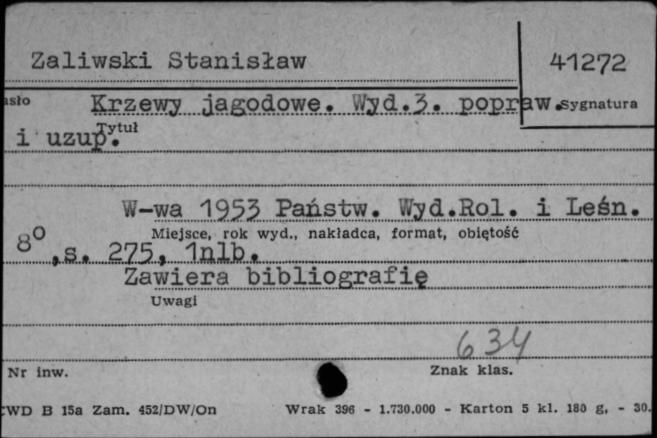 Zaliwski Stanisław
41272
Krzewy jagodowe. Wyd.3. popraw.
Sygnatura
Tytuł
i uzup.
W-wa 1953 Państw. Wyd.Rol. i Leśn.
Miejsce, rok wyd., nakładca, format, objętość
8⁰,s. 275, 1nlb.
Zawiera bibliografię
Uwagi
634
Nr inw.
Znak klas.
CWD B 15a Zam. 452/DW/On
Wrak 396 - 1.730.000 - Karton 5 kl. 180 g, - 30.